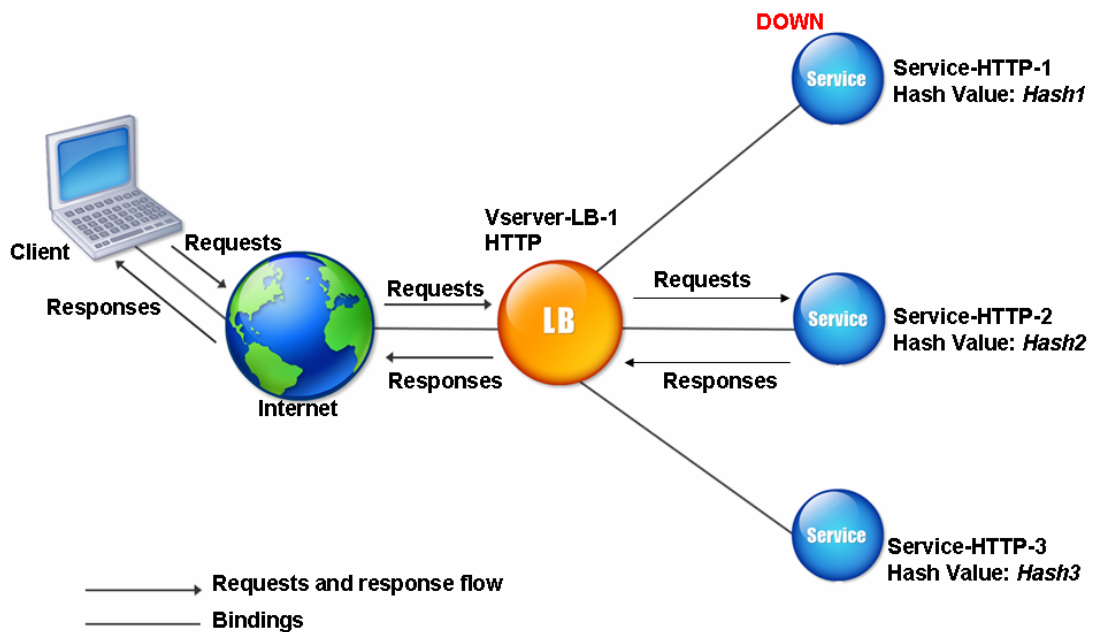 DOWN
Service
Service-HTTP-1
Hash Value: Hash1
Vserver-LB-1
HTTP
Client
Requests
Responses
Internet
Requests
Responses
LB
Requests
Responses
Service
Service-HTTP-2
Hash Value: Hash2
Service
Service-HTTP-3
Hash Value: Hash3
Requests and response flow
Bindings